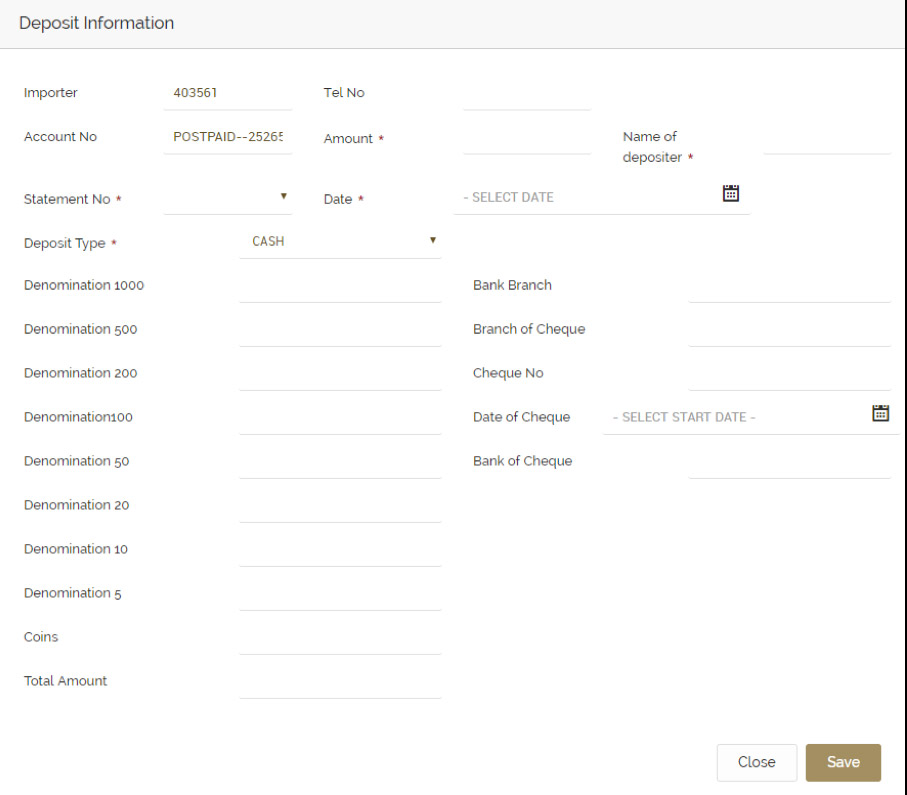 Deposit Information
Importer 403561 Tel No
Account No POSTPAID--25265 Amount * Name of
depositer *
Statement No * Date * - SELECT DATE
Deposit Type * CASH
Denomination 1000 Bank Branch
Denomination 500 Branch of Cheque
Denomination 200 Cheque No
Denomination100 Date of Cheque - SELECT START DATE -
Denomination 50 Bank of Cheque
Denomination 20
Denomination 10
Denomination 5
Coins
Total Amount
Close Save